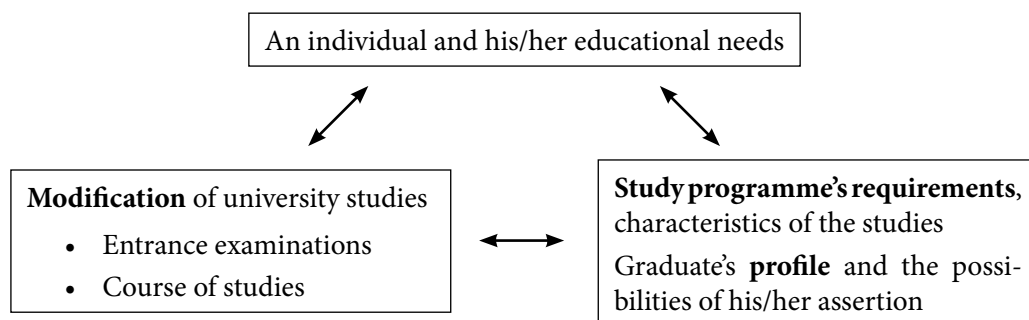 An individual and his/her educational needs
Modification of university studies
• Entrance examinations
• Course of studies
Study programme's requirements,
characteristics of the studies
Graduate's profile and the possi-
bilities of his/her assertion